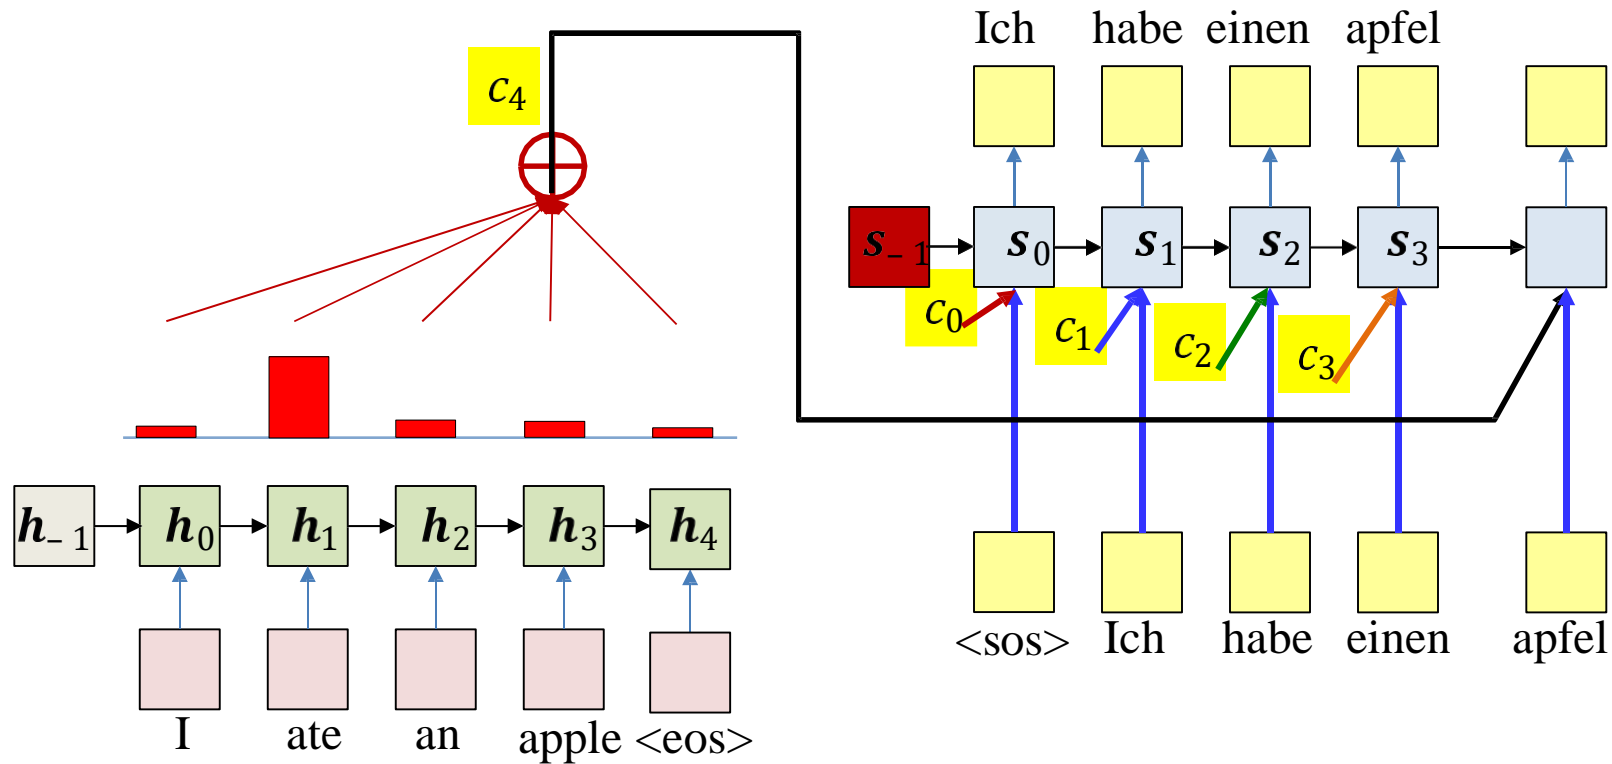 Ich habe einen apfel
c₄
s₋₁ s₀ s₁ s₂ s₃
c₀ c₁ c₂ c₃
h₋₁ h₀ h₁ h₂ h₃ h₄
<sos> Ich habe einen apfel
I ate an apple <eos>